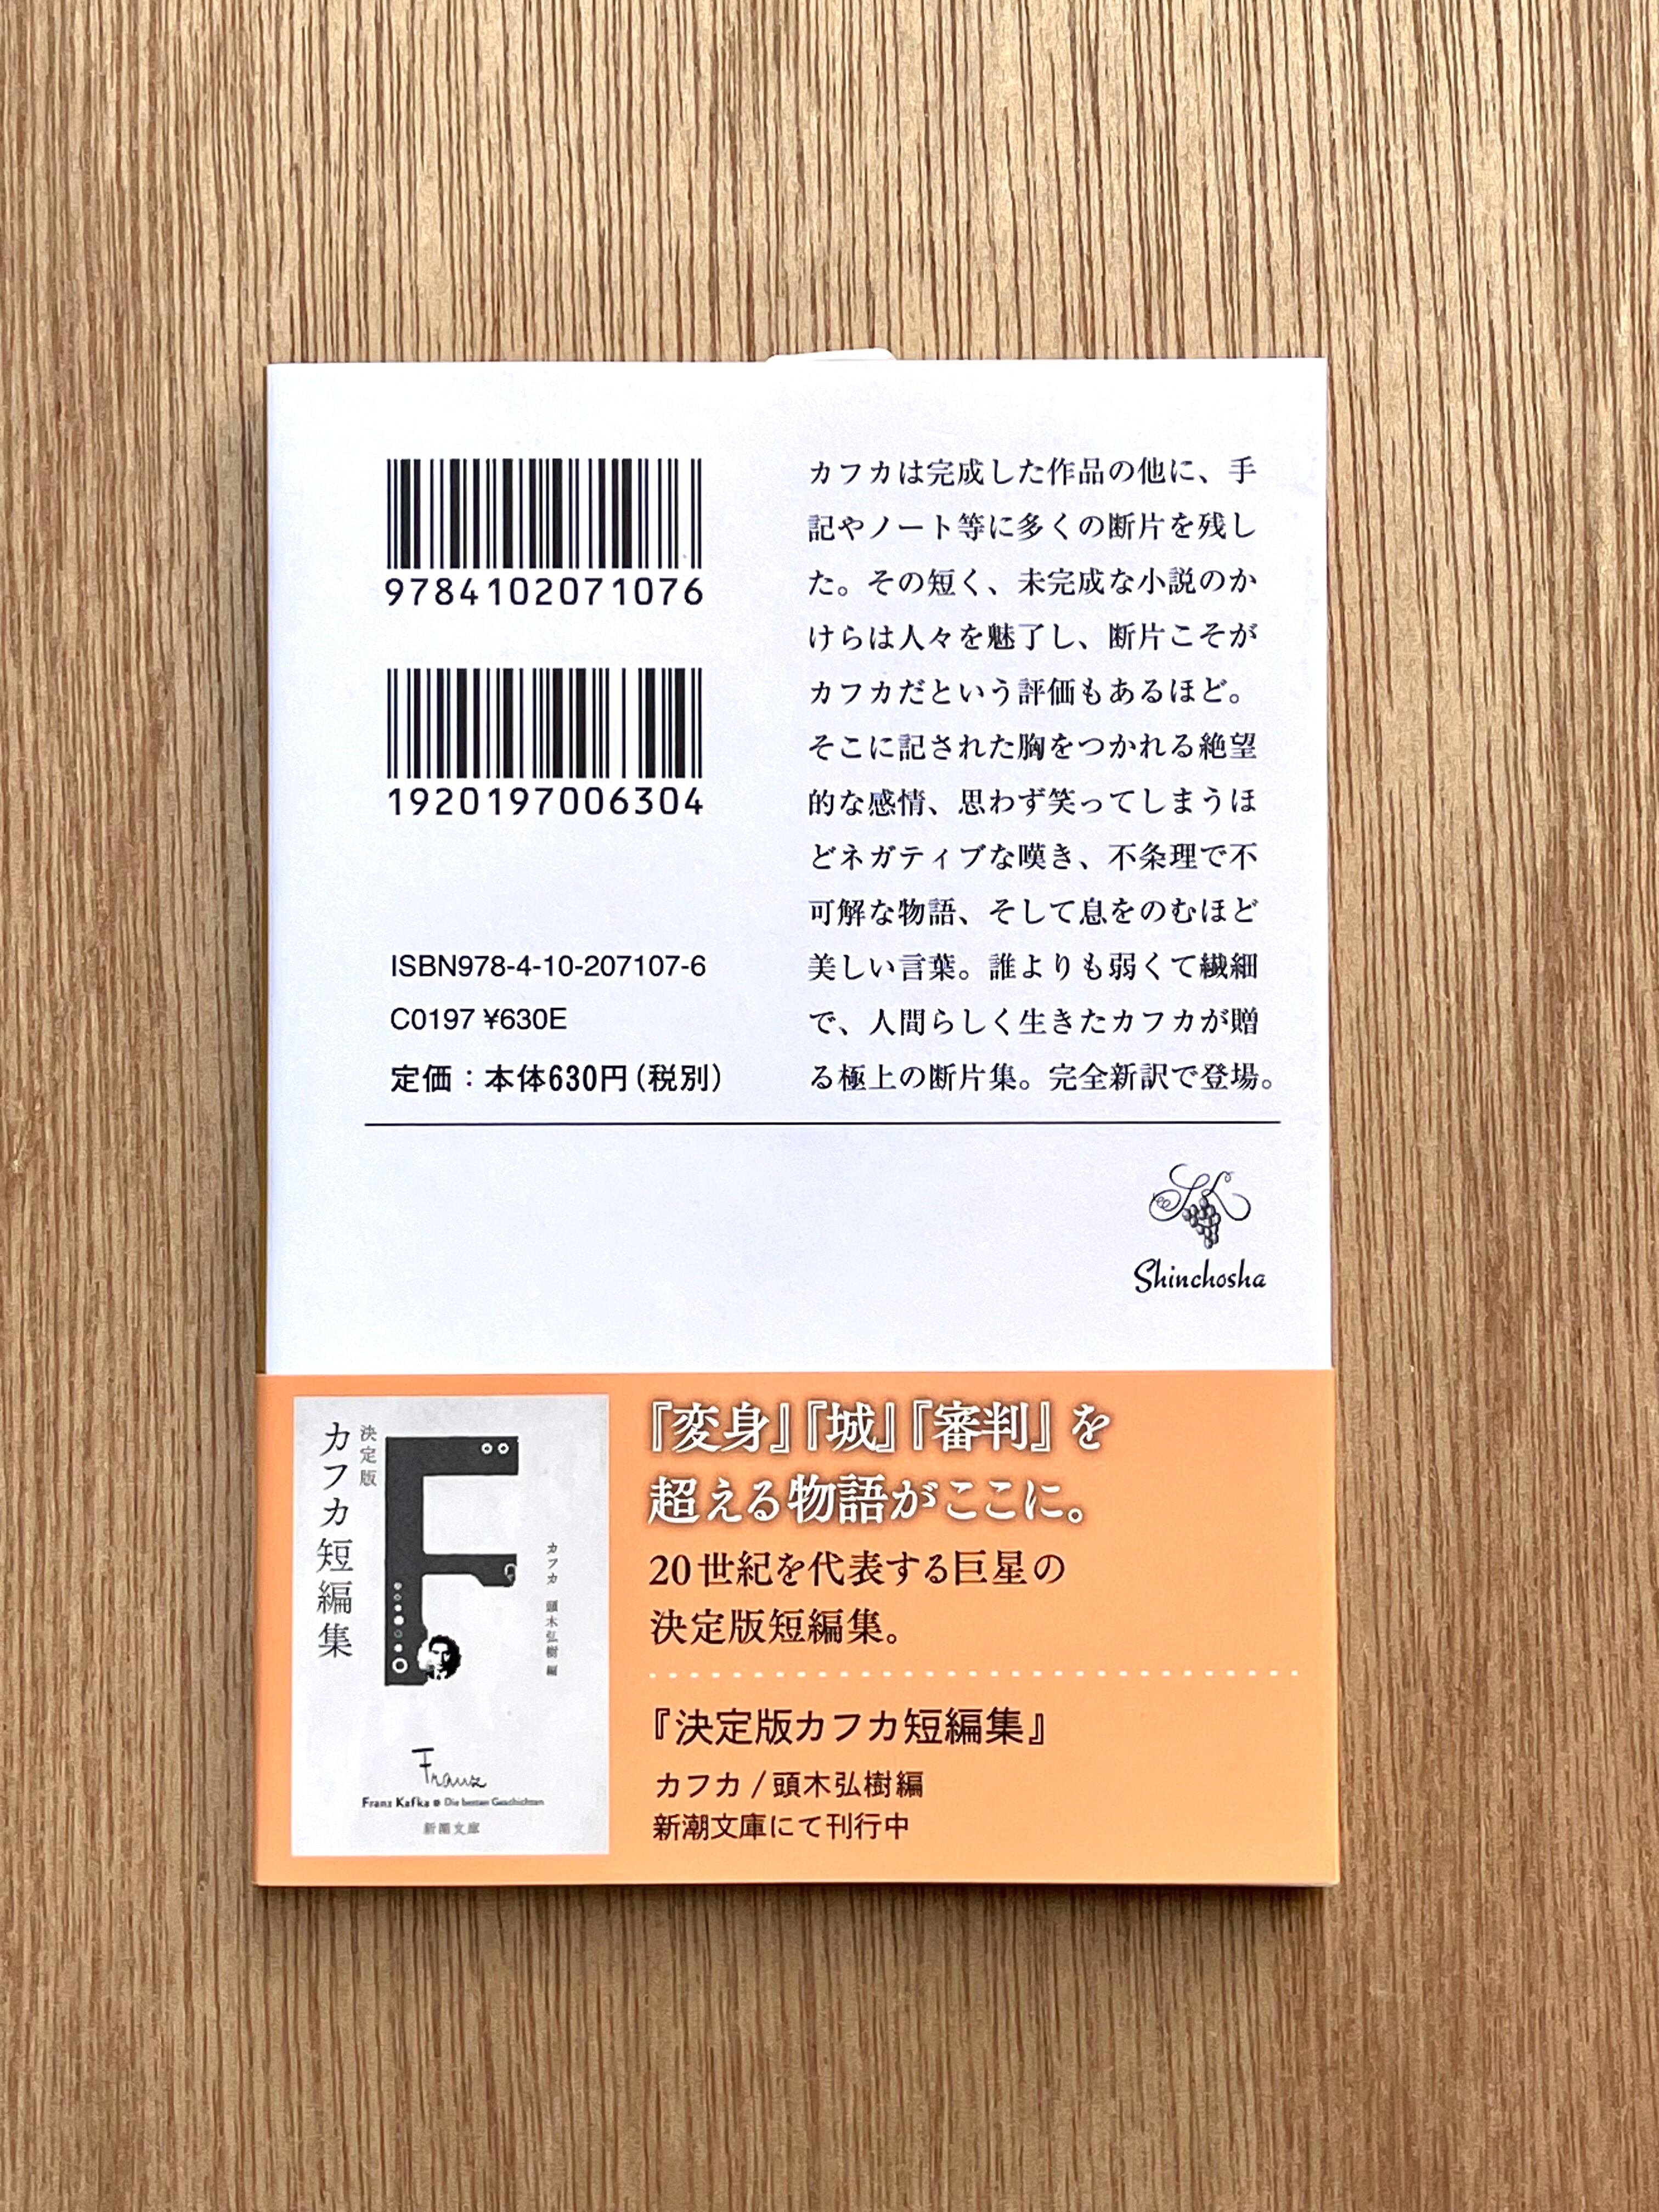 9784102071076
1920197006304
ISBN978-4-10-207107-6
C0197 ¥630E
定価：本体630円（税別）
カフカは完成した作品の他に、手
記やノート等に多くの断片を残し
た。その短く、未完成な小説のか
けらは人々を魅了し、断片こそが
カフカだという評価もあるほど。
そこに記された胸をつかれる絶望
的な感情、思わず笑ってしまうほ
どネガティブな嘆き、不条理で不
可解な物語、そして息をのむほど
美しい言葉。誰よりも弱くて繊細
で、人間らしく生きたカフカが贈
る極上の断片集。完全新訳で登場。
Shinchosha
決定版
カフカ短編集
カフカ 頭木弘樹 編
Franz
Franz Kafka Die besten Geschichten
新潮文庫
『変身』『城』『審判』を
超える物語がここに。
20世紀を代表する巨星の
決定版短編集。
『決定版カフカ短編集』
カフカ/頭木弘樹編
新潮文庫にて刊行中